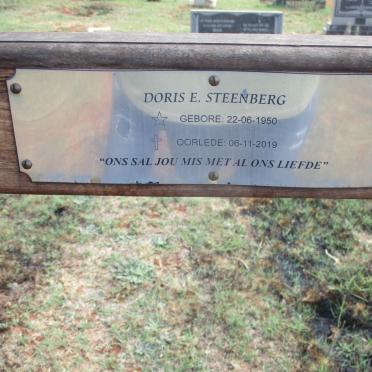 DORIS E. STEENBERG
GEBORE: 22-06-1950
OORLEDE: 06-11-2019
"ONS SAL JOU MIS MET AL ONS LIEFDE"